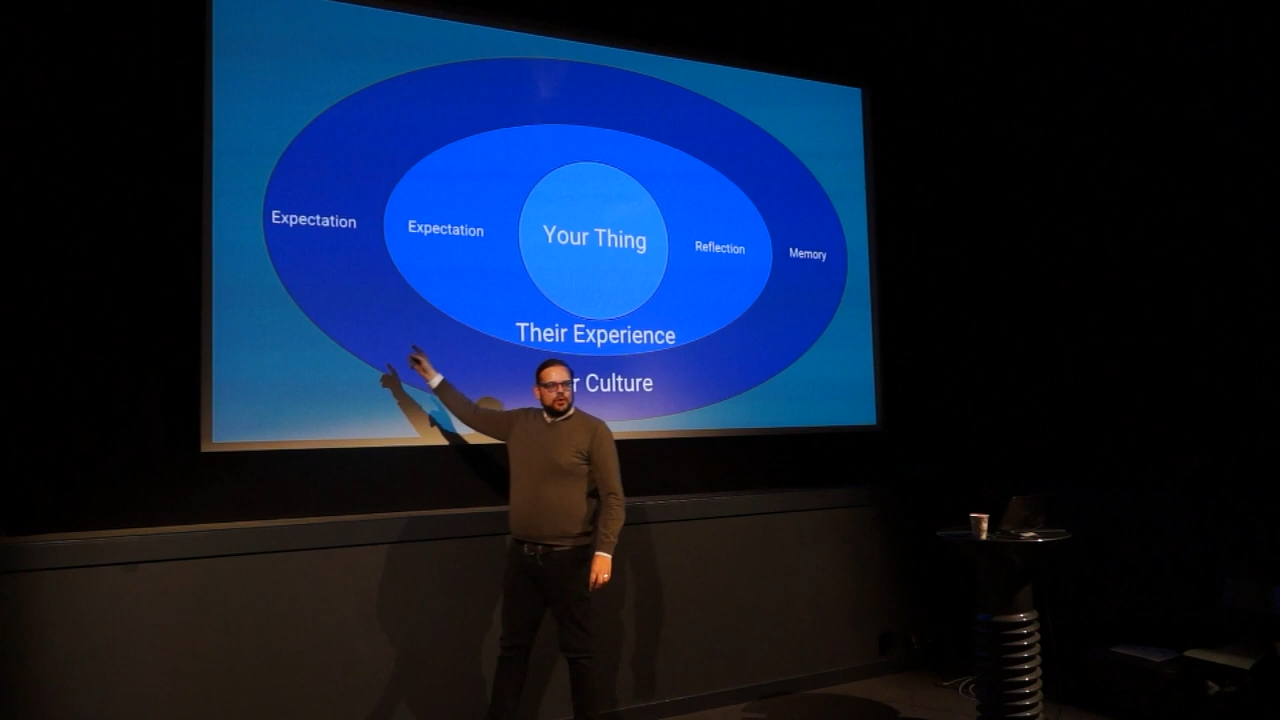 Expectation
Expectation
Your Thing
Reflection
Memory
Their Experience
Culture